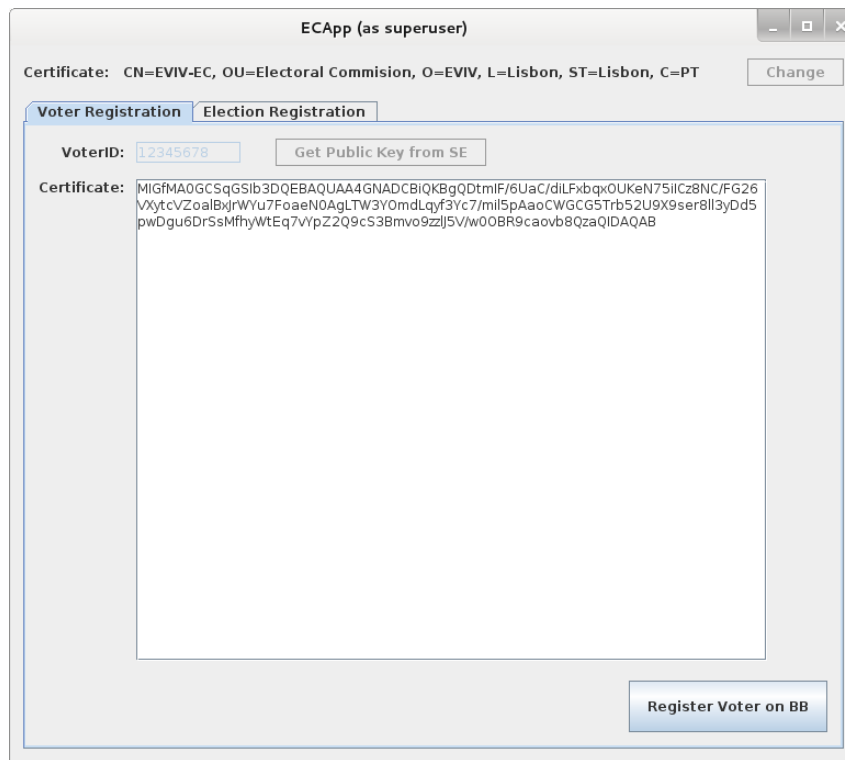 ECApp (as superuser)
Certificate: CN=EVIV-EC, OU=Electoral Commision, O=EVIV, L=Lisbon, ST=Lisbon, C=PT Change
Voter Registration Election Registration
VoterID: 12345678 Get Public Key from SE
Certificate: MIGfMA0GCSqGSIb3DQEBAQUAA4GNADCBiQKBgQDtmIF/6UaC/diLFxbqxOUKeN75iICz8NC/FG26
VXytcVZoalBxJrWYu7FoaeN0AgLTW3YOmdLqyf3Yc7/mil5pAaoCWGCG5Trb52U9X9ser8ll3yDd5
pwDgu6DrSsMfhyWtEq7vYpZ2Q9cS3Bmvo9zzlJ5V/w0OBR9caovb8QzaQIDAQAB
Register Voter on BB